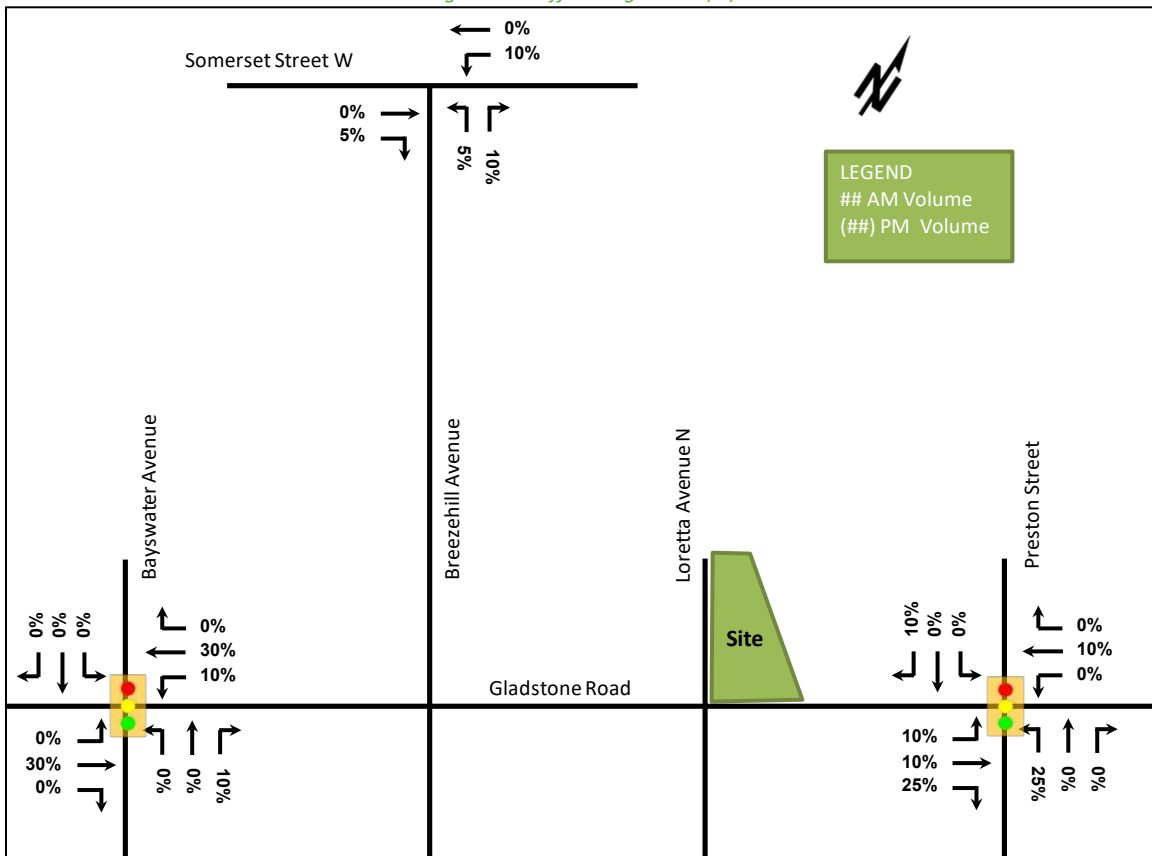 0%
10%
Somerset Street W
0%
5%
5%
10%
N
LEGEND
## AM Volume
(##) PM Volume
Bayswater Avenue
Breezehill Avenue
Loretta Avenue N
Preston Street
0%
0%
0%
0%
30%
10%
Site
10%
0%
0%
0%
10%
0%
Gladstone Road
0%
30%
0%
0%
0%
10%
10%
10%
25%
25%
0%
0%